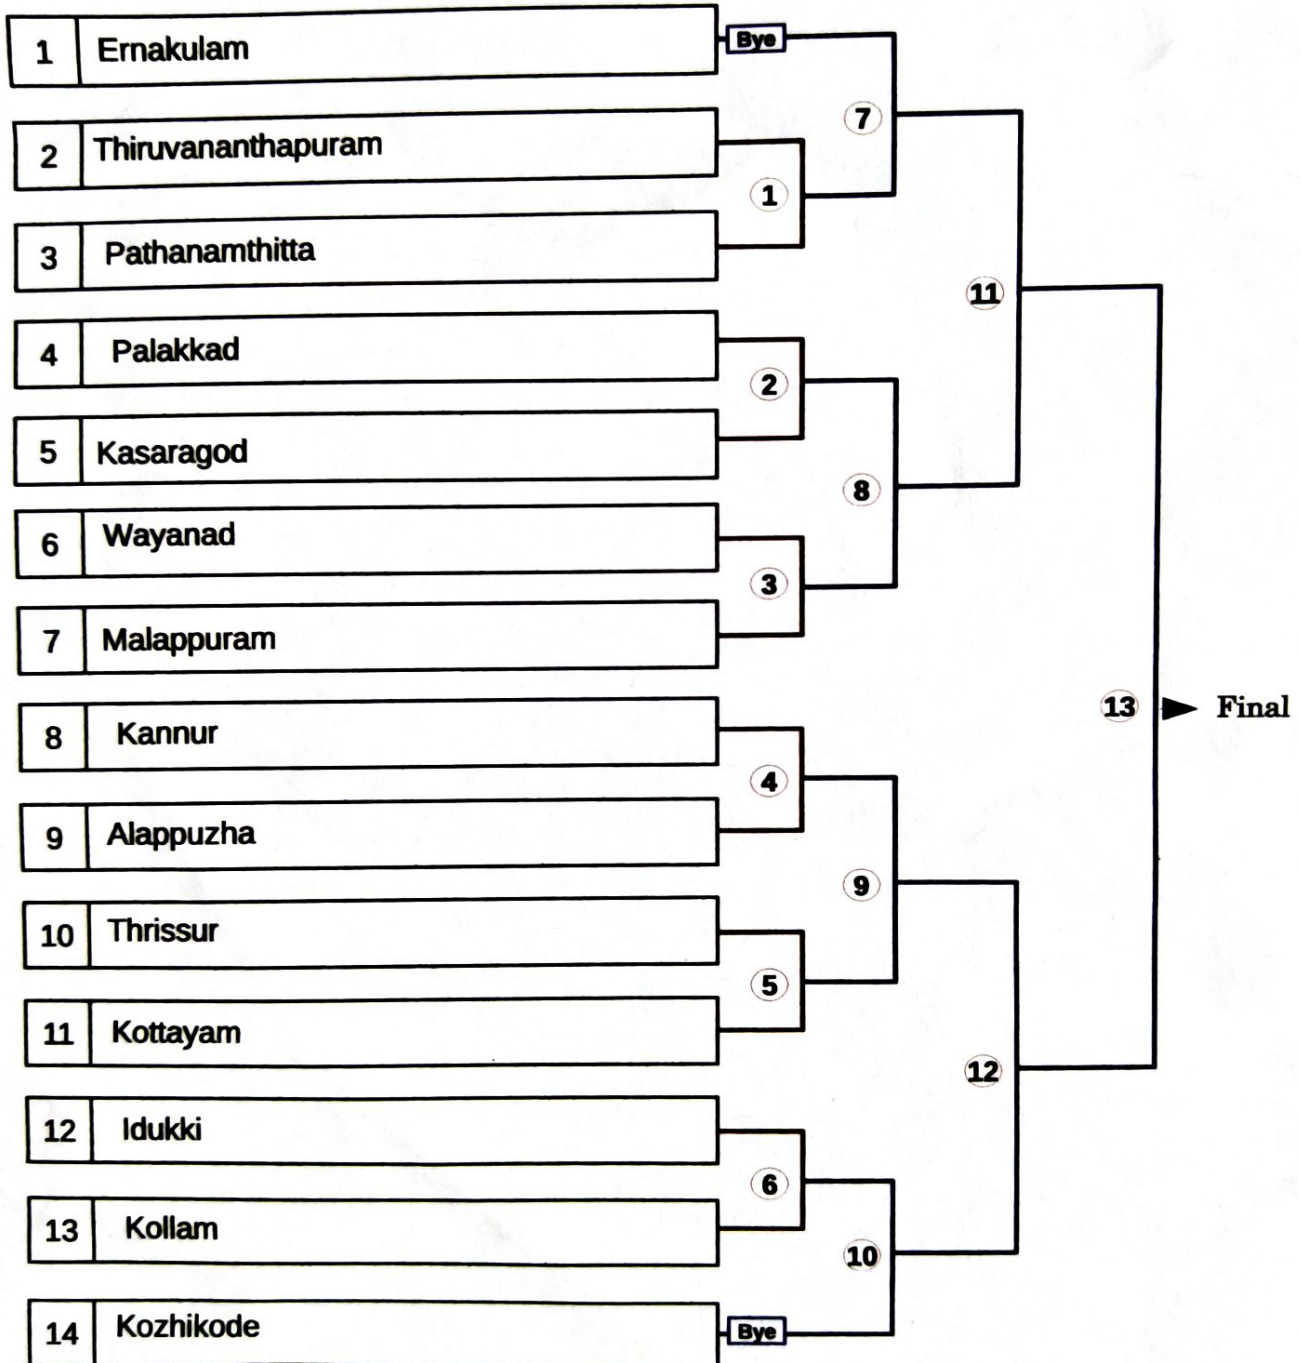 1 Ernakulam Bye
7
2 Thiruvananthapuram
1
3 Pathanamthitta
11
4 Palakkad
2
5 Kasaragod
8
6 Wayanad
3
7 Malappuram
13 Final
8 Kannur
4
9 Alappuzha
9
10 Thrissur
5
11 Kottayam
12
12 Idukki
6
13 Kollam
10
14 Kozhikode Bye